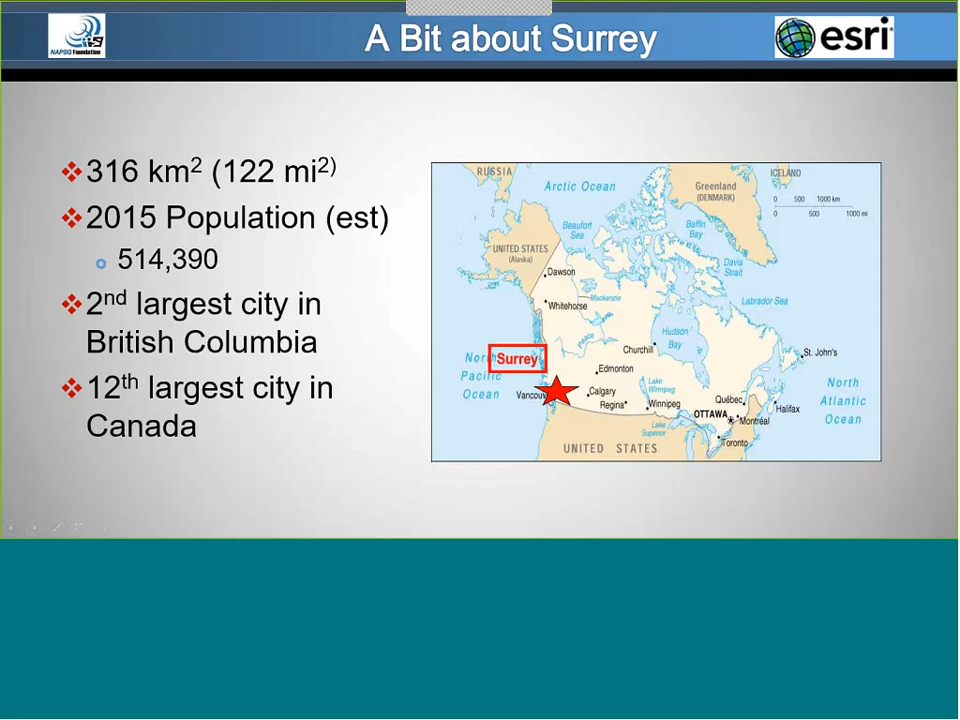 A Bit about Surrey
NAPSG Foundation
esri
316 km2 (122 mi2)
2015 Population (est)
514,390
2nd largest city in
British Columbia
12th largest city in
Canada
RUSSIA
ICELAND
Arctic Ocean
Greenland
(DENMARK)
0 500 1000 km
0 500 1000 mi
Beaufort
Sea
Baffin
Bay
UNITED STATES
(Alaska)
Davis
Strait
Dawson
Mackenzie
Whitehorse
Labrador Sea
Hudson
Bay
Churchill
St. John's
North
Pacific
Ocean
Surrey
Edmonton
Lake
Winnipeg
Vancouv
Calgary
Regina
Winnipeg
Québec
Halifax
North
Atlantic
Ocean
OTTAWA
Montréal
Lake
Superior
Toronto
UNITED STATES